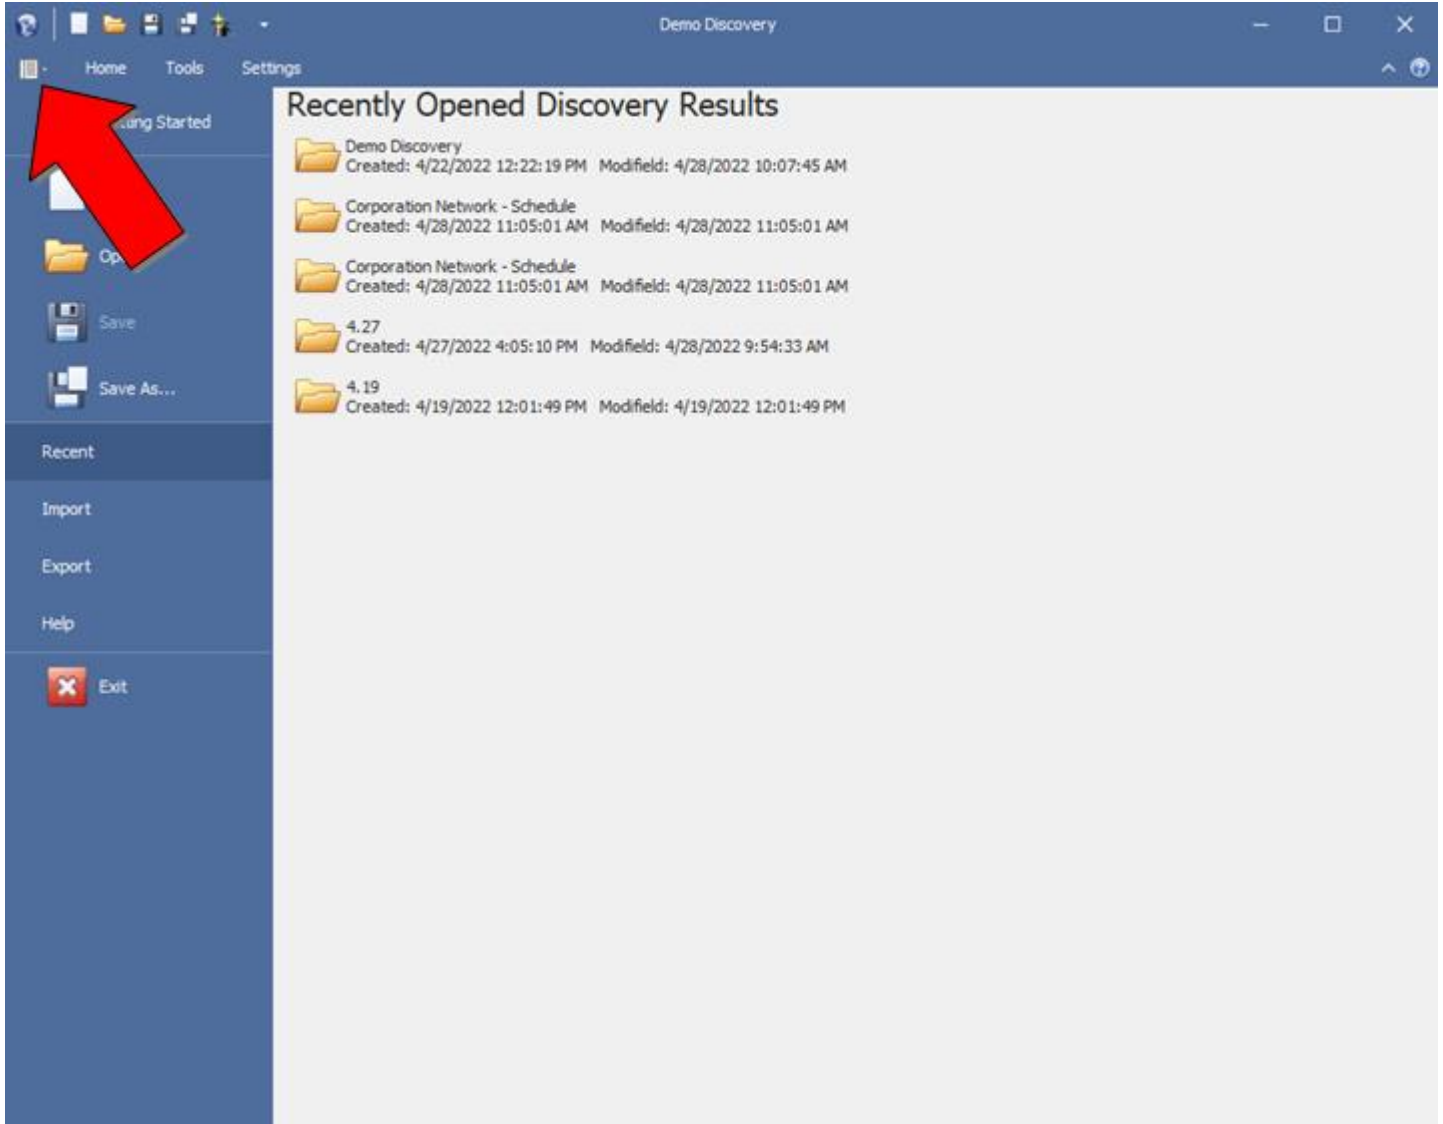 Demo Discovery
Home Tools Settings
Started
Save
Save As...
Recent
Import
Export
Help
Exit
Recently Opened Discovery Results
Demo Discovery
Created: 4/22/2022 12:22:19 PM Modifield: 4/28/2022 10:07:45 AM
Corporation Network - Schedule
Created: 4/28/2022 11:05:01 AM Modifield: 4/28/2022 11:05:01 AM
Corporation Network - Schedule
Created: 4/28/2022 11:05:01 AM Modifield: 4/28/2022 11:05:01 AM
4.27
Created: 4/27/2022 4:05:10 PM Modifield: 4/28/2022 9:54:33 AM
4.19
Created: 4/19/2022 12:01:49 PM Modifield: 4/19/2022 12:01:49 PM